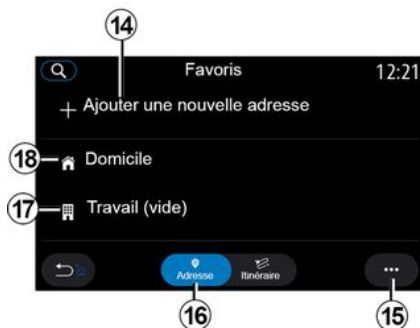 14
Favoris 12:21
Ajouter une nouvelle adresse
18 Domicile
17 Travail (vide)
Adresse Itinéraire
16 15